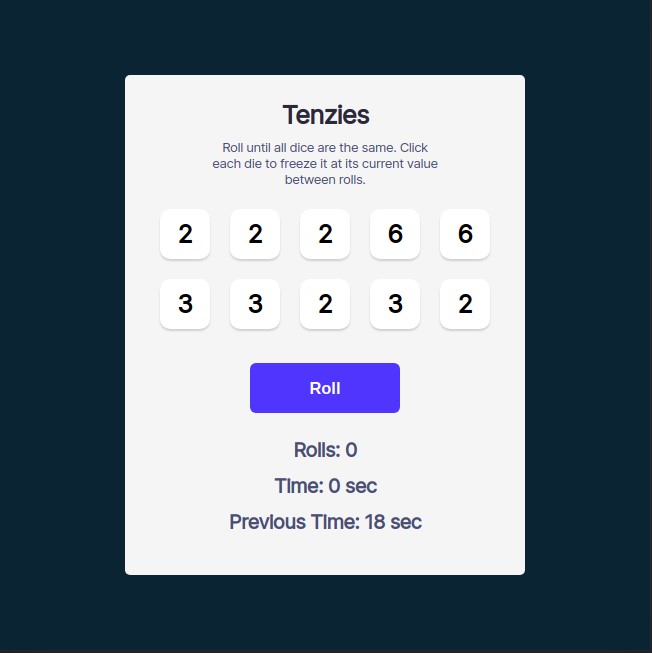 Tenzies
Roll until all dice are the same. Click
each die to freeze it at its current value
between rolls.
2 2 2 6 6
3 3 2 3 2
Roll
Rolls: 0
Time: 0 sec
Previous Time: 18 sec